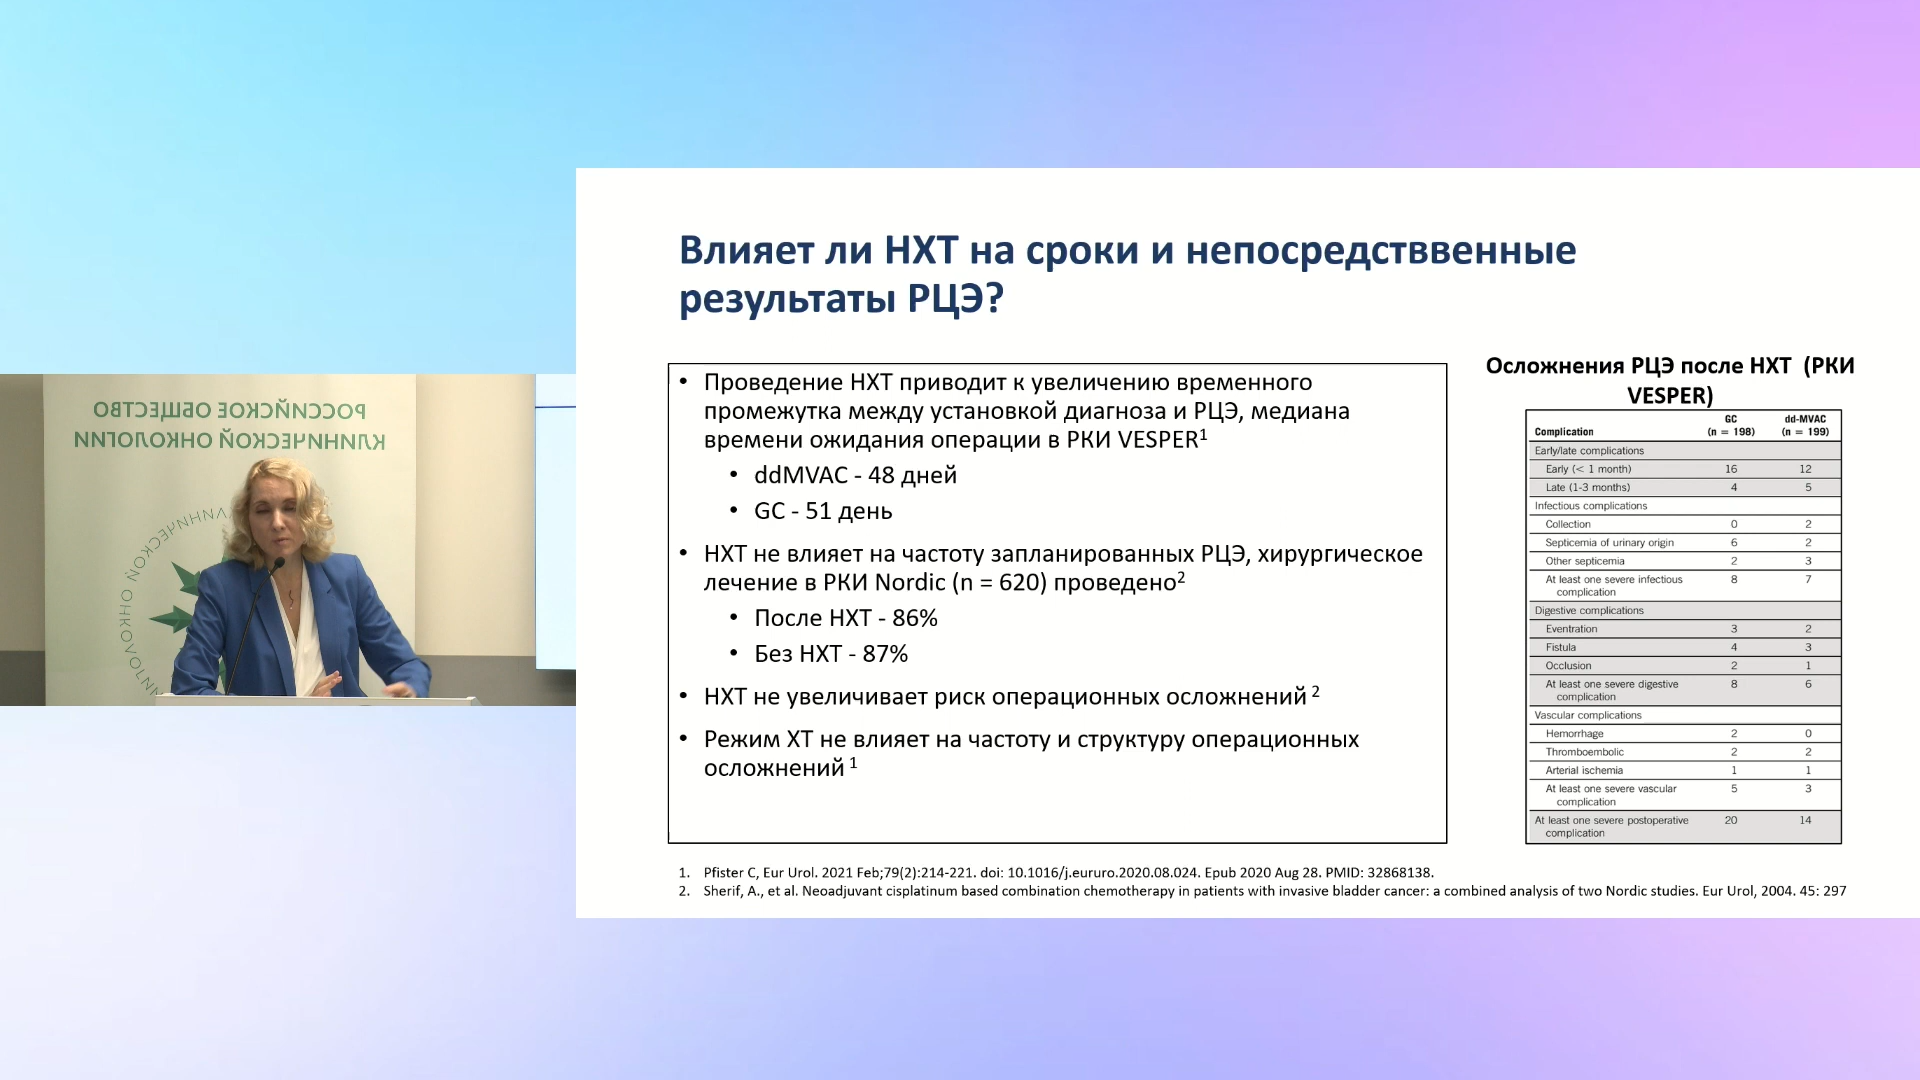 РОССИЙСКОЕ ОБЩЕСТВО
КЛИНИЧЕСКОЙ ОНКОЛОГИИ
Влияет ли НХТ на сроки и непосредстввенные
результаты РЦЭ?
• Проведение НХТ приводит к увеличению временного
промежутка между установкой диагноза и РЦЭ, медиана
времени ожидания операции в РКИ VESPER1
• ddMVAC - 48 дней
• GC - 51 день
• НХТ не влияет на частоту запланированных РЦЭ, хирургическое
лечение в РКИ Nordic (n = 620) проведено2
• После НХТ - 86%
• Без НХТ - 87%
• НХТ не увеличивает риск операционных осложнений 2
• Режим ХТ не влияет на частоту и структуру операционных
осложнений 1
Осложнения РЦЭ после НХТ (РКИ
VESPER)
GC dd-MVAC
Complication (n = 198) (n = 199)
Early/late complications
Early (< 1 month) 16 12
Late (1-3 months) 4 5
Infectious complications
Collection 0 2
Septicemia of urinary origin 6 2
Other septicemia 2 3
At least one severe infectious 8 7
complication
Digestive complications
Eventration 3 2
Fistula 4 3
Occlusion 2 1
At least one severe digestive 8 6
complication
Vascular complications
Hemorrhage 2 0
Thromboembolic 2 2
Arterial ischemia 1 1
At least one severe vascular 5 3
complication
At least one severe postoperative 20 14
complication
1. Pfister C, Eur Urol. 2021 Feb;79(2):214-221. doi: 10.1016/j.eururo.2020.08.024. Epub 2020 Aug 28. PMID: 32868138.
2. Sherif, A., et al. Neoadjuvant cisplatinum based combination chemotherapy in patients with invasive bladder cancer: a combined analysis of two Nordic studies. Eur Urol, 2004. 45: 297